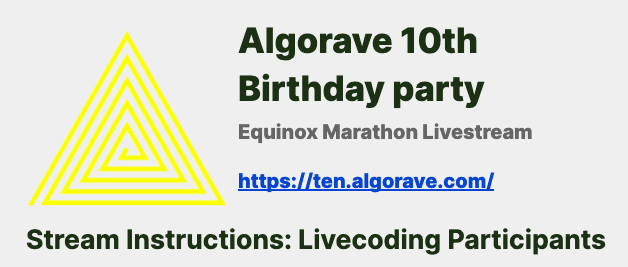 Algorave 10th
Birthday party
Equinox Marathon Livestream
https://ten.algorave.com/
Stream Instructions: Livecoding Participants